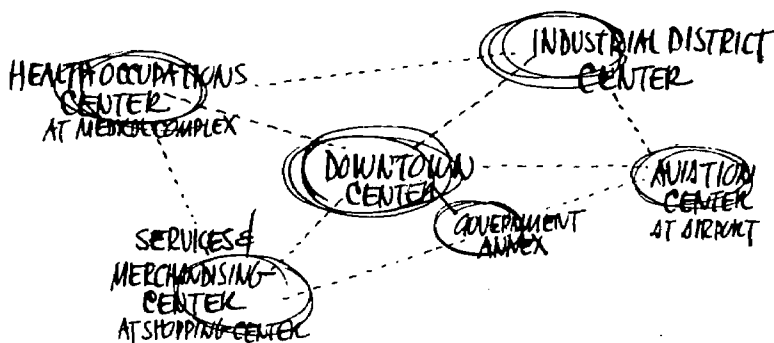 HEALTH OCCUPATIONS
CENTER
AT MEDICAL COMPLEX
INDUSTRIAL DISTRICT
CENTER
DOWNTOWN
CENTER
AVIATION
CENTER
AT AIRPORT
GOVERNMENT
ANNEX
SERVICES &
MERCHANDISING
CENTER
AT SHOPPING CENTER